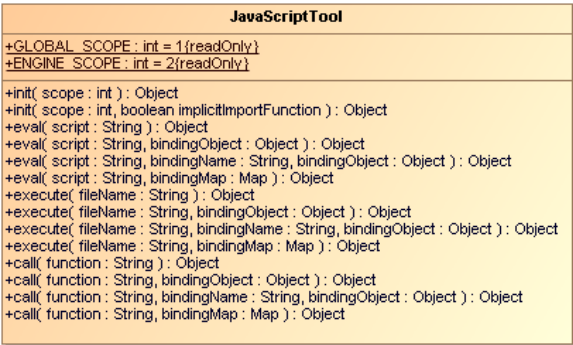 JavaScriptTool
+GLOBAL_SCOPE : int = 1{readOnly}
+ENGINE_SCOPE : int = 2{readOnly}
+init( scope : int ) : Object
+init( scope : int, boolean implicitImportFunction ) : Object
+eval( script : String ) : Object
+eval( script : String, bindingObject : Object ) : Object
+eval( script : String, bindingName : String, bindingObject : Object ) : Object
+eval( script : String, bindingMap : Map ) : Object
+execute( fileName : String ) : Object
+execute( fileName : String, bindingObject : Object ) : Object
+execute( fileName : String, bindingName : String, bindingObject : Object ) : Object
+execute( fileName : String, bindingMap : Map ) : Object
+call( function : String ) : Object
+call( function : String, bindingObject : Object ) : Object
+call( function : String, bindingName : String, bindingObject : Object ) : Object
+call( function : String, bindingMap : Map ) : Object